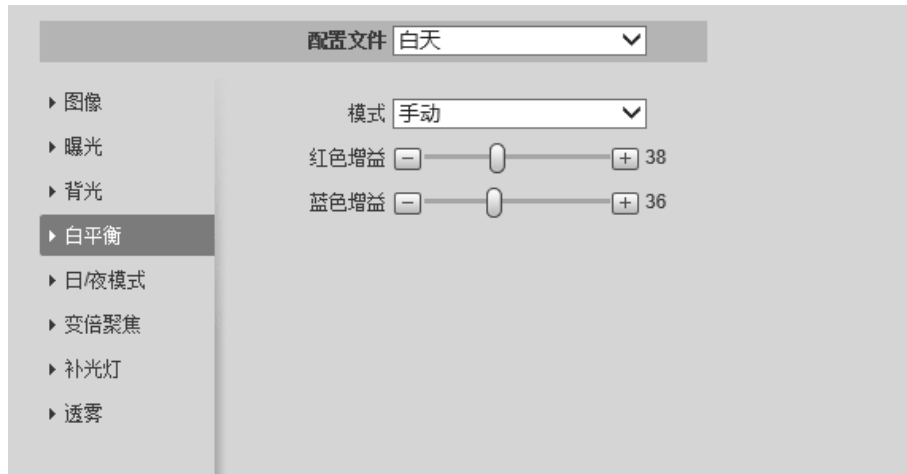 配置文件 白天
图像
模式 手动
曝光
红色增益 38
背光
蓝色增益 36
白平衡
日/夜模式
变倍聚焦
补光灯
透雾